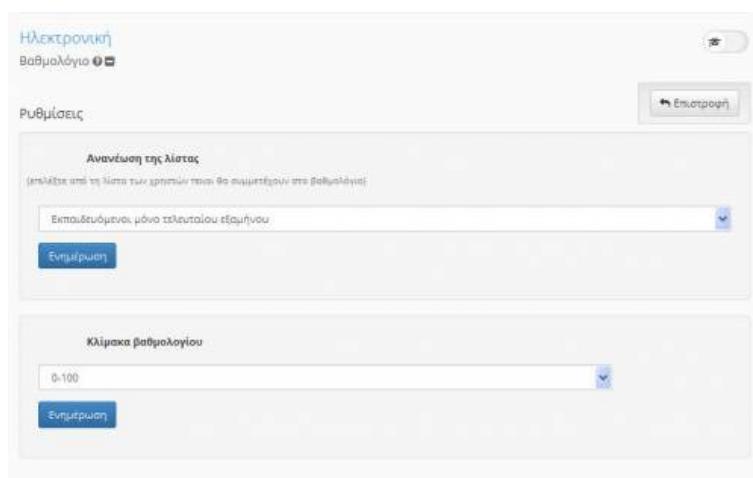 Ηλεκτρονική
Βαθμολόγιο
Επιστροφή
Ρυθμίσεις
Ανανέωση της λίστας
(επιλέξτε από τη λίστα των χρηστών ποιοι θα συμμετέχουν στο βαθμολόγιο)
Εκπαιδευόμενοι μόνο τελευταίου εξαμήνου
Ενημέρωση
Κλίμακα βαθμολογίου
0-100
Ενημέρωση